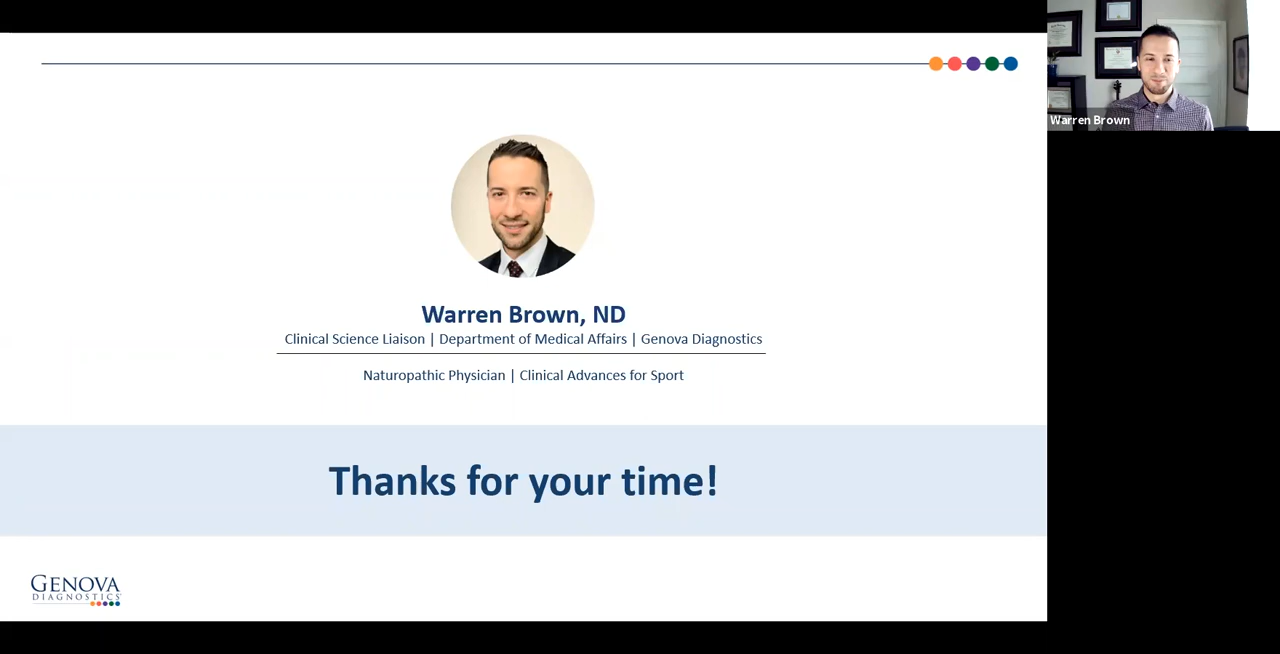 Warren Brown
Warren Brown, ND
Clinical Science Liaison | Department of Medical Affairs | Genova Diagnostics
Naturopathic Physician | Clinical Advances for Sport
Thanks for your time!
GENOVA
DIAGNOSTICS